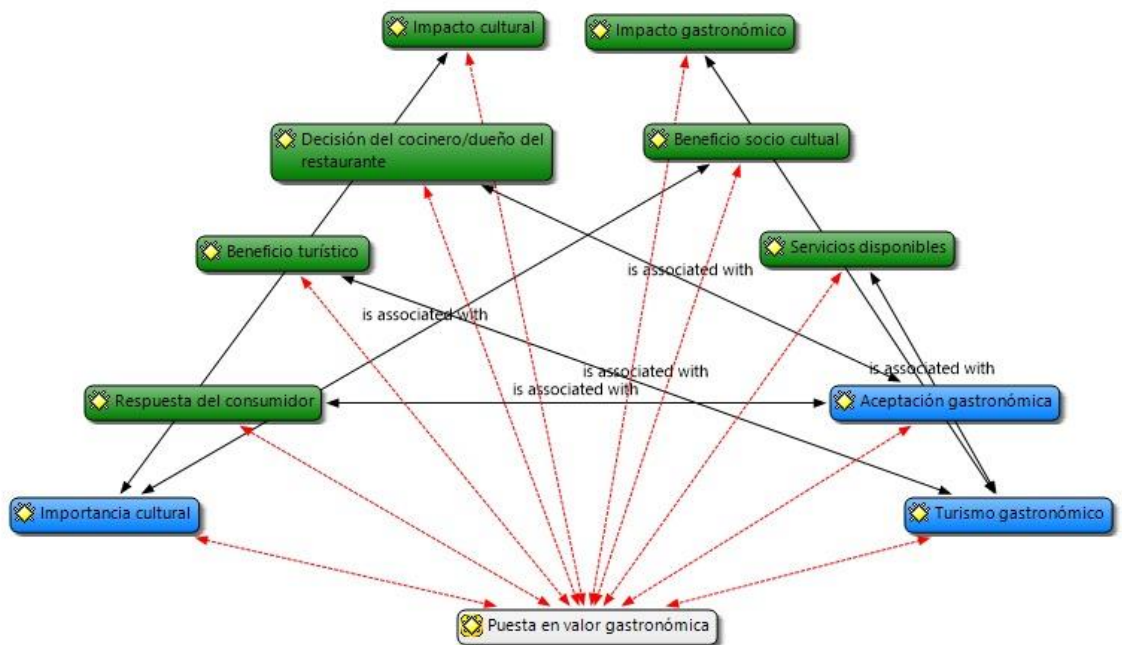 Impacto cultural
Impacto gastronómico
Decisión del cocinero/dueño del
restaurante
Beneficio socio cultual
Beneficio turístico
Servicios disponibles
is associated with
is associated with
is associated with
is associated with
is associated with
Respuesta del consumidor
Aceptación gastronómica
Importancia cultural
Turismo gastronómico
Puesta en valor gastronómica